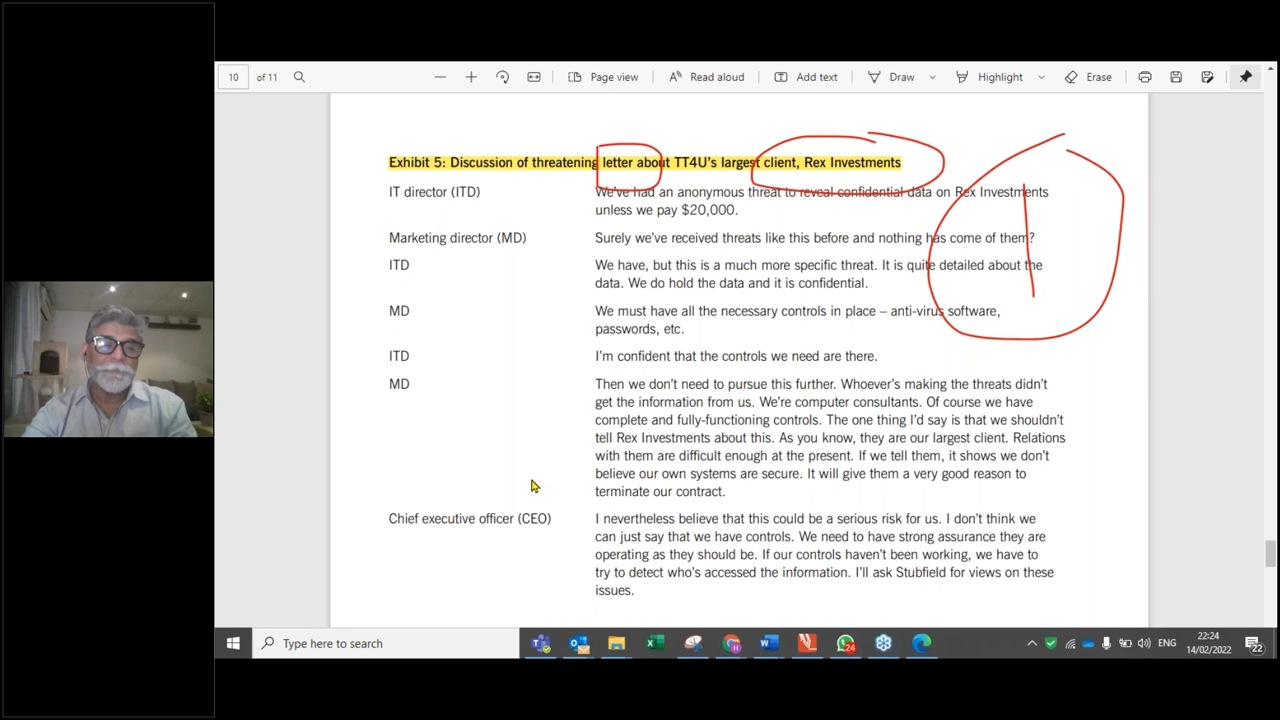 10 of 11 Page view Read aloud Add text Draw Highlight Erase
Exhibit 5: Discussion of threatening letter about TT4U's largest client, Rex Investments
IT director (ITD) We've had an anonymous threat to reveal confidential data on Rex Investments
unless we pay $20,000.
Marketing director (MD) Surely we've received threats like this before and nothing has come of them?
ITD We have, but this is a much more specific threat. It is quite detailed about the
data. We do hold the data and it is confidential.
MD We must have all the necessary controls in place – anti-virus software,
passwords, etc.
ITD I'm confident that the controls we need are there.
MD Then we don't need to pursue this further. Whoever's making the threats didn't
get the information from us. We're computer consultants. Of course we have
complete and fully-functioning controls. The one thing I'd say is that we shouldn't
tell Rex Investments about this. As you know, they are our largest client. Relations
with them are difficult enough at the present. If we tell them, it shows we don't
believe our own systems are secure. It will give them a very good reason to
terminate our contract.
Chief executive officer (CEO) I nevertheless believe that this could be a serious risk for us. I don't think we
can just say that we have controls. We need to have strong assurance they are
operating as they should be. If our controls haven't been working, we have to
try to detect who's accessed the information. I'll ask Stubfield for views on these
issues.
Type here to search 24 ENG 22:24 22
14/02/2022